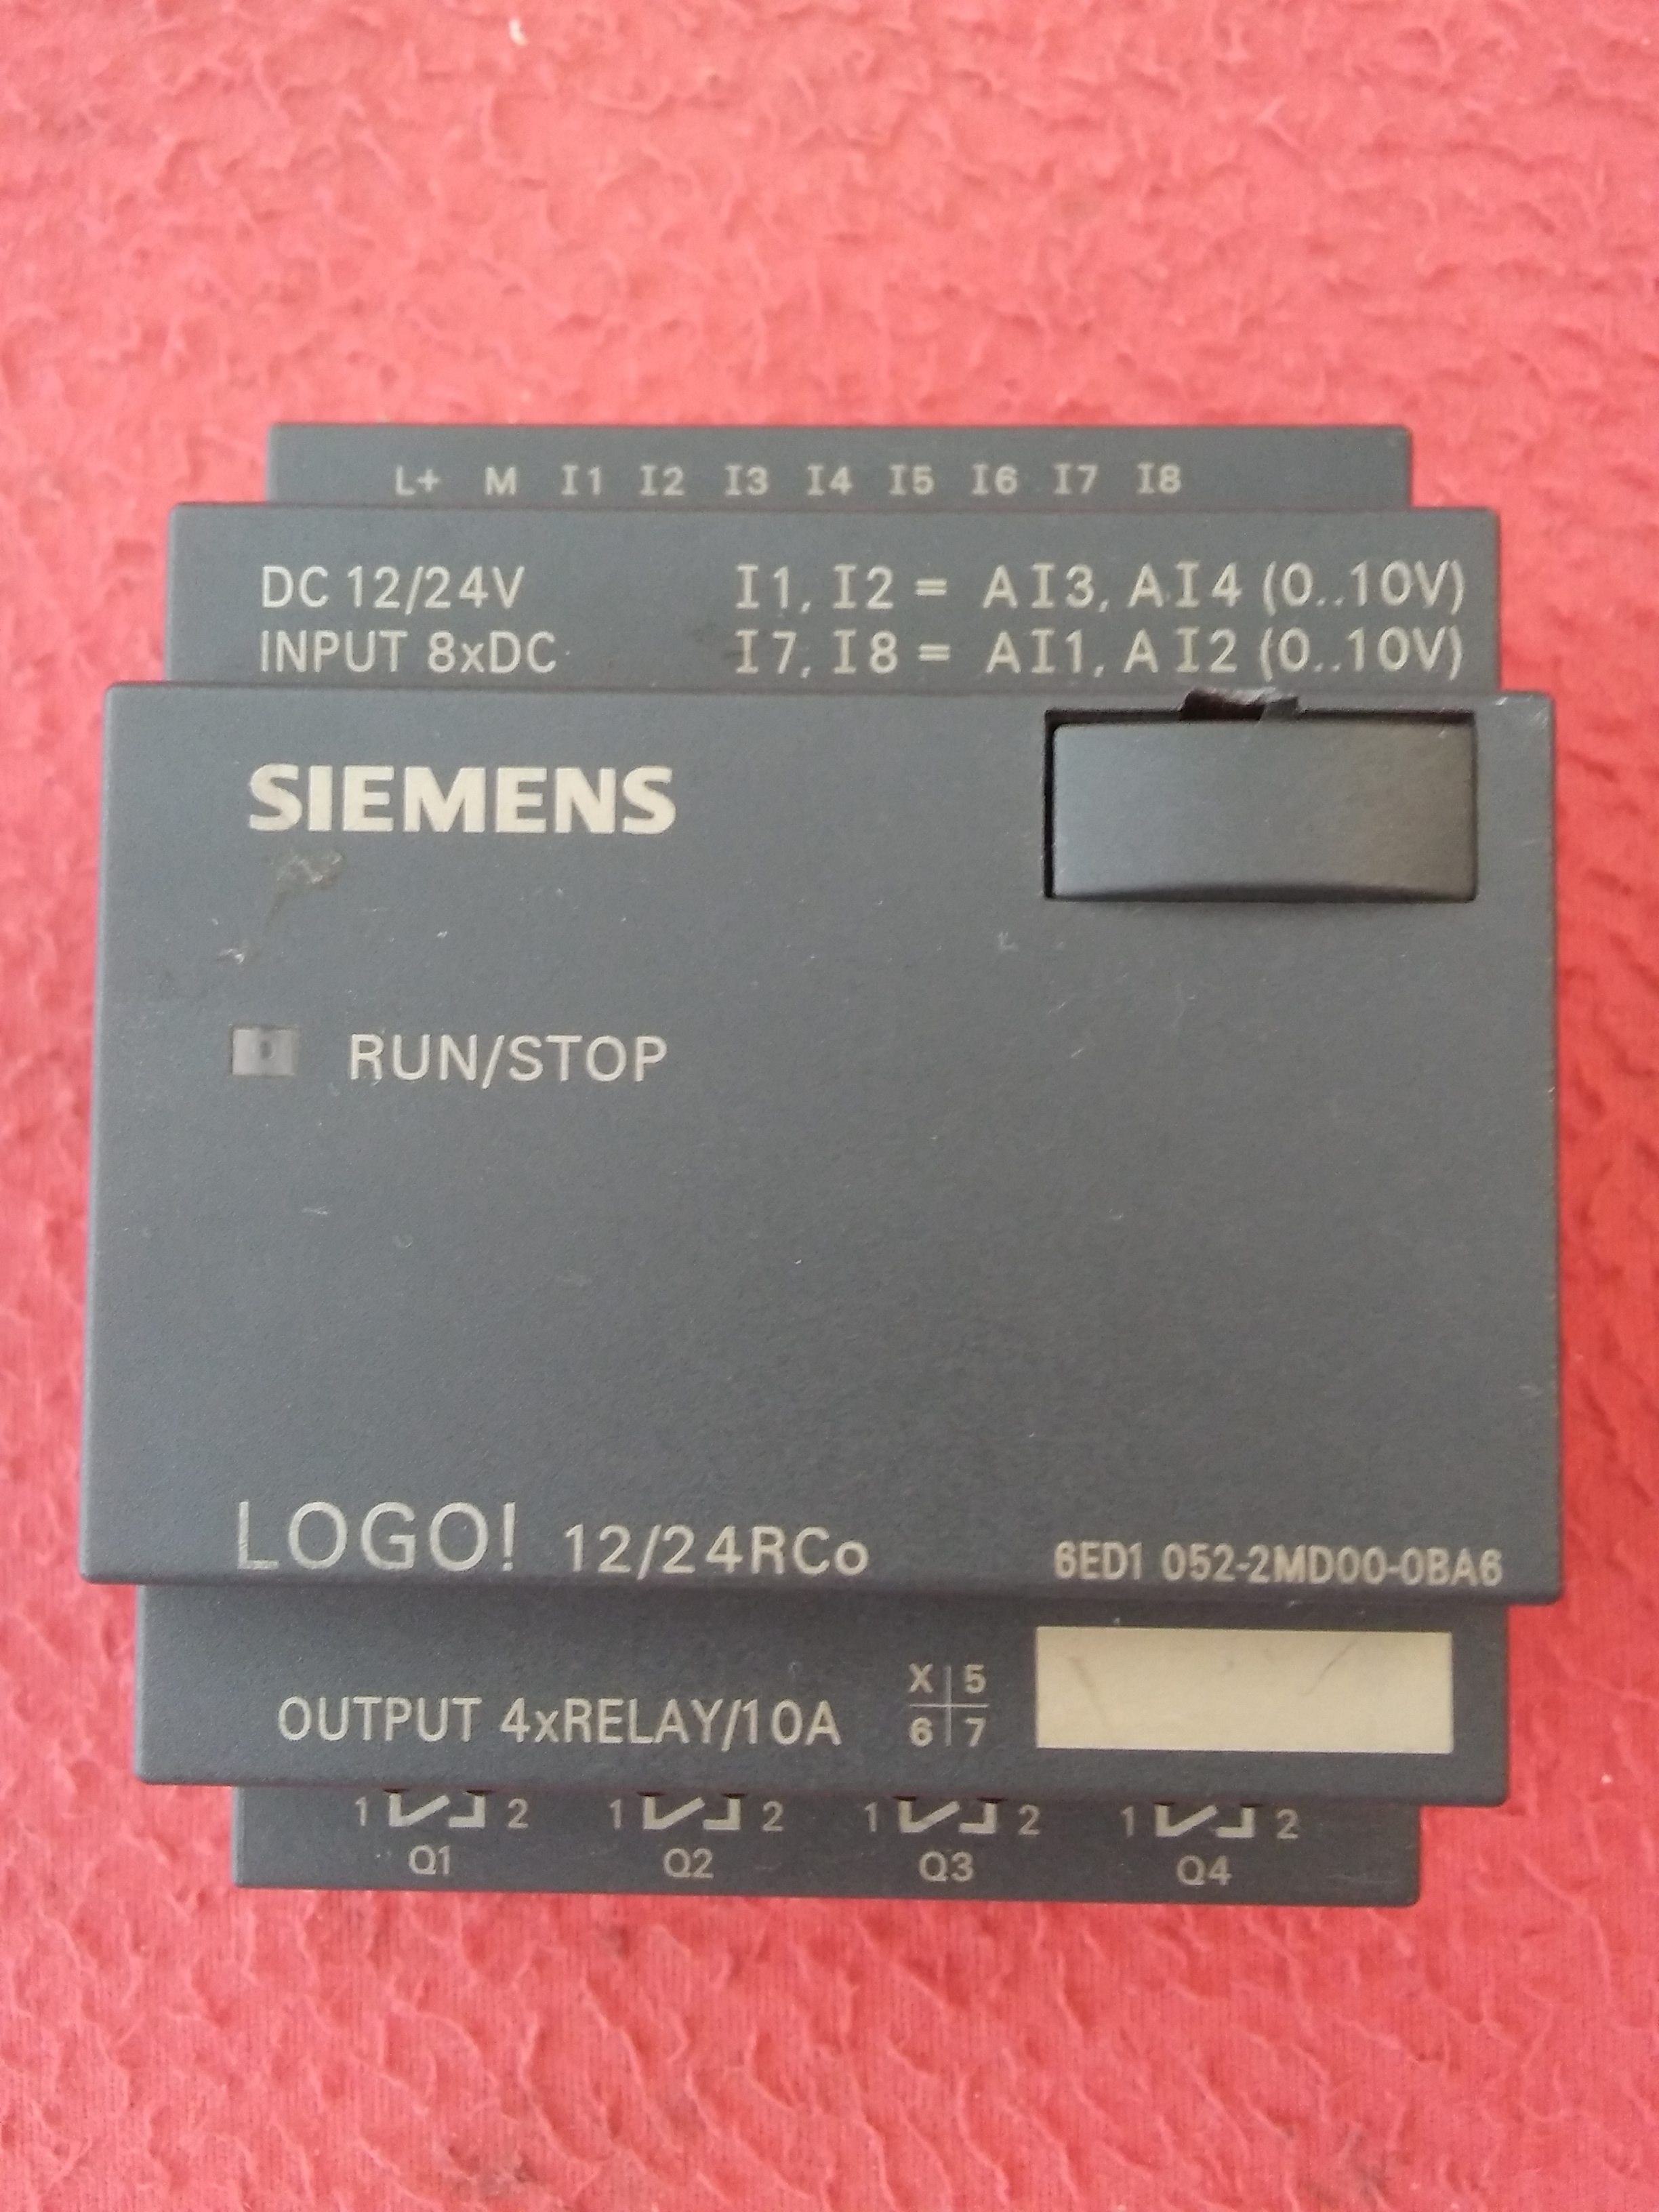 L+ M I1 I2 I3 I4 I5 I6 I7 I8
DC 12/24V I1, I2 = AI3, AI4 (0..10V)
INPUT 8xDC I7, I8 = AI1, AI2 (0..10V)
SIEMENS
RUN/STOP
LOGO! 12/24RCo 6ED1 052-2MD00-0BA6
OUTPUT 4xRELAY/10A
X 5
6 7
1 2 1 2 1 2 1 2
Q1 Q2 Q3 Q4